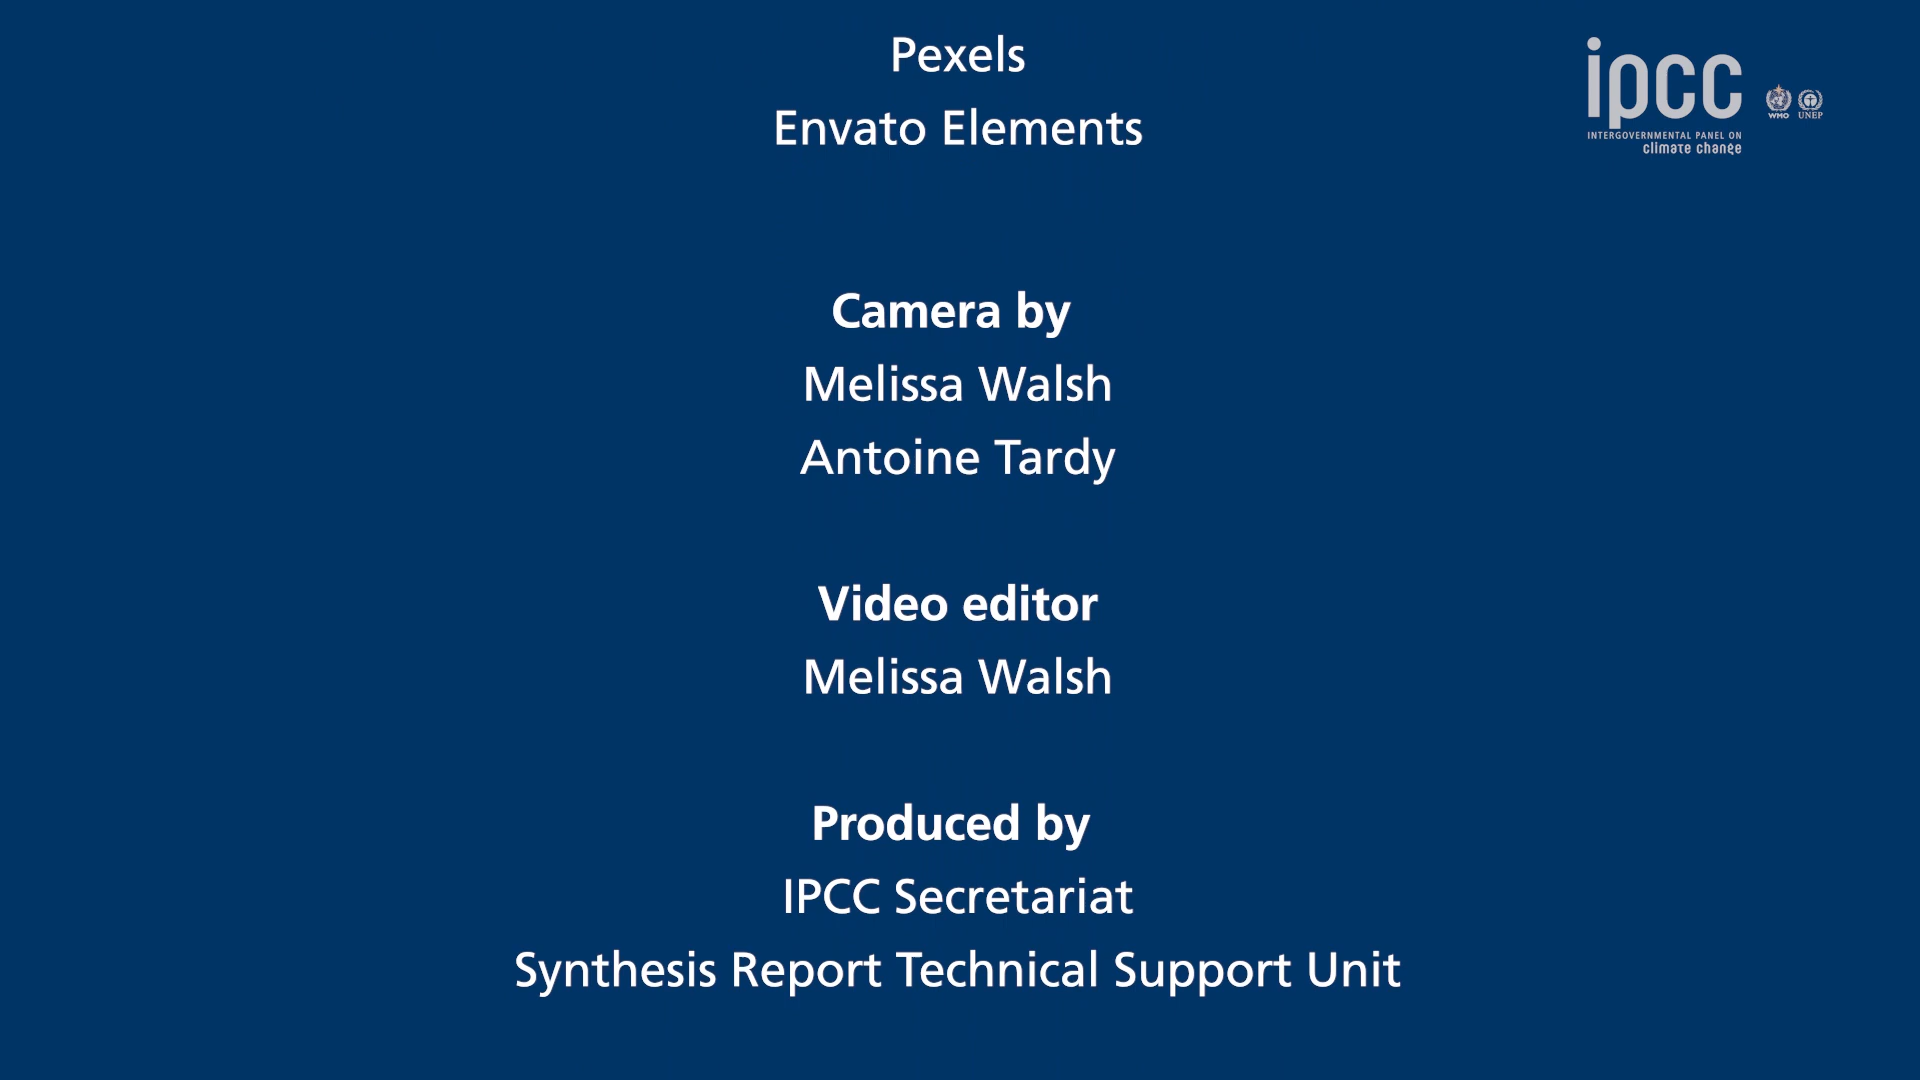 Pexels
Envato Elements
ipcc
INTERGOVERNMENTAL PANEL ON
climate change
WMO
UNEP
Camera by
Melissa Walsh
Antoine Tardy
Video editor
Melissa Walsh
Produced by
IPCC Secretariat
Synthesis Report Technical Support Unit